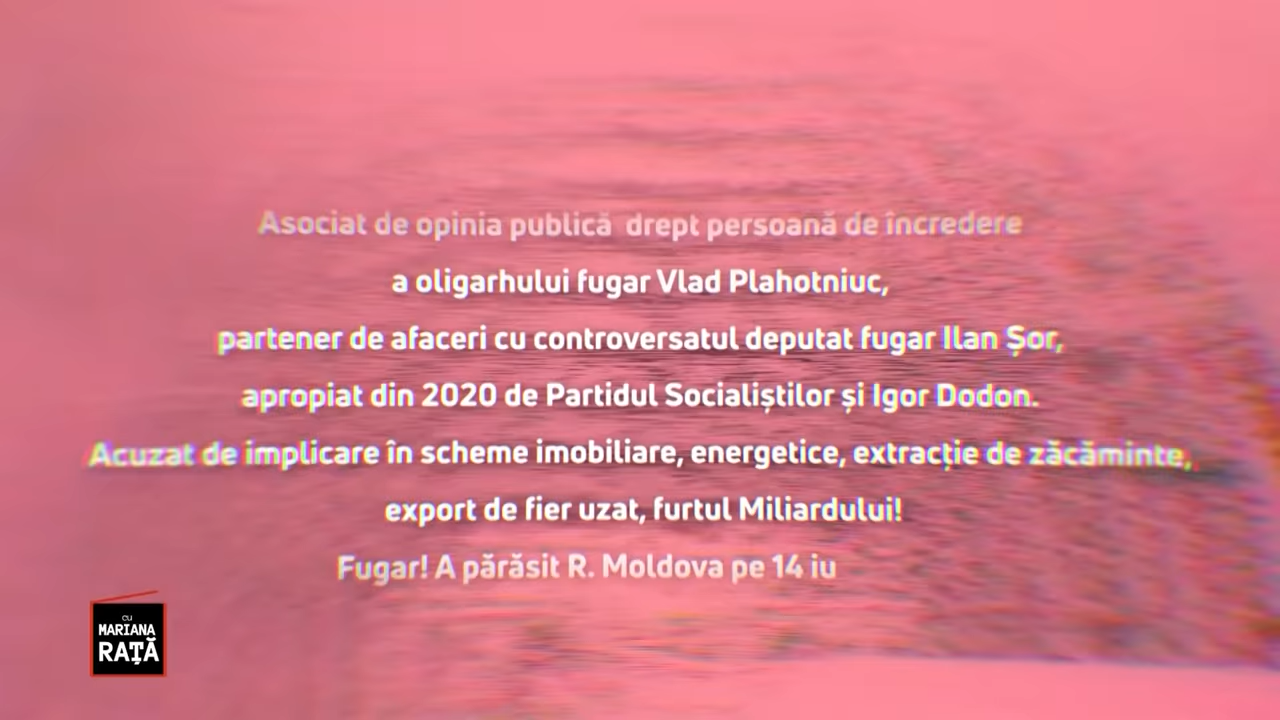 Asociat de opinia publică drept persoană de încredere
a oligarhului fugar Vlad Plahotniuc,
partener de afaceri cu controversatul deputat fugar Ilan Șor,
apropiat din 2020 de Partidul Socialiștilor și Igor Dodon.
Acuzat de implicare în scheme imobiliare, energetice, extracție de zăcăminte,
export de fier uzat, furtul Miliardului!
Fugar! A părăsit R. Moldova pe 14 iu
CU
MARIANA
RAȚĂ